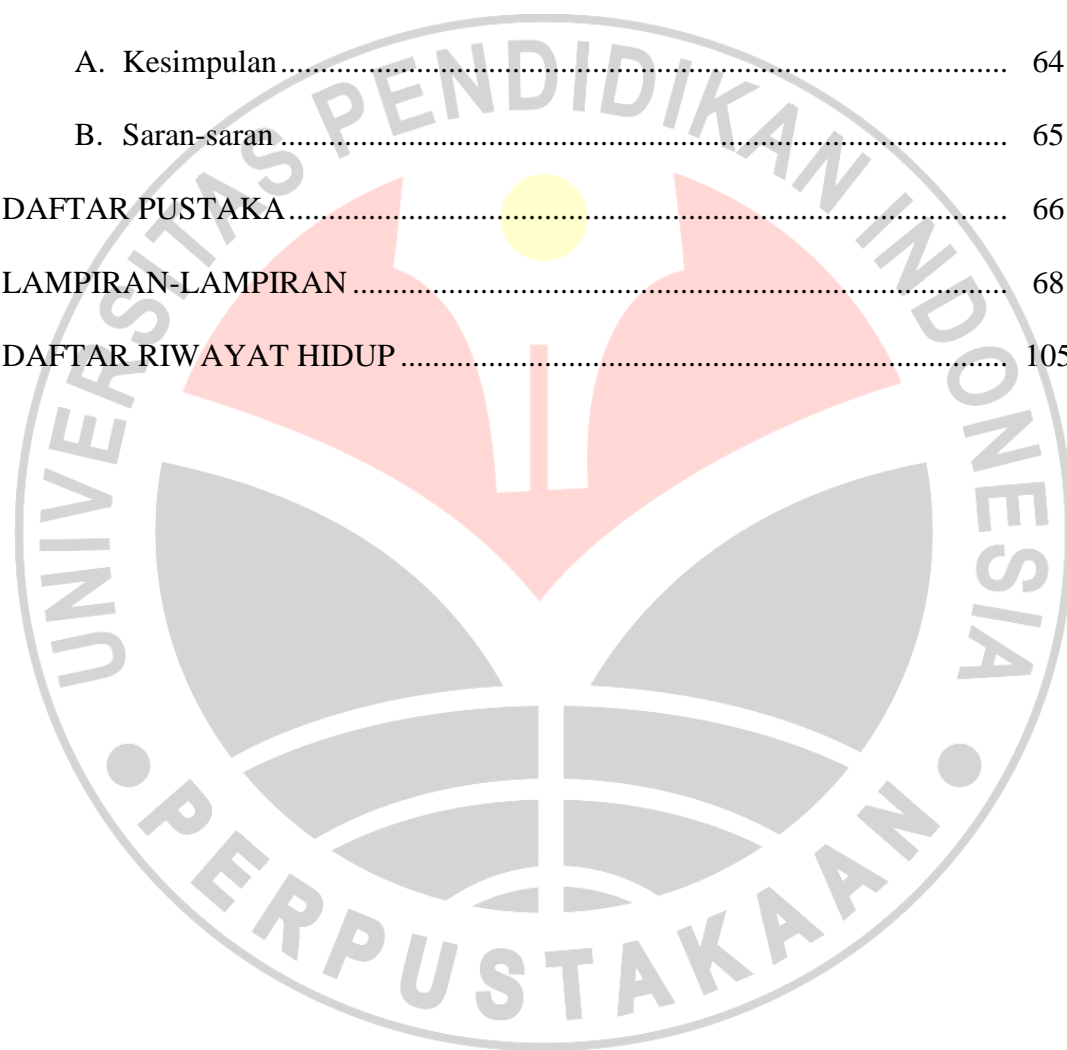 A. Kesimpulan............................................................................................ 64
B. Saran-saran ............................................................................................ 65
DAFTAR PUSTAKA............................................................................................ 66
LAMPIRAN-LAMPIRAN ................................................................................... 68
DAFTAR RIWAYAT HIDUP ............................................................................. 105
UNIVERSITAS PENDIDIKAN INDONESIA
PERPUSTAKAAN